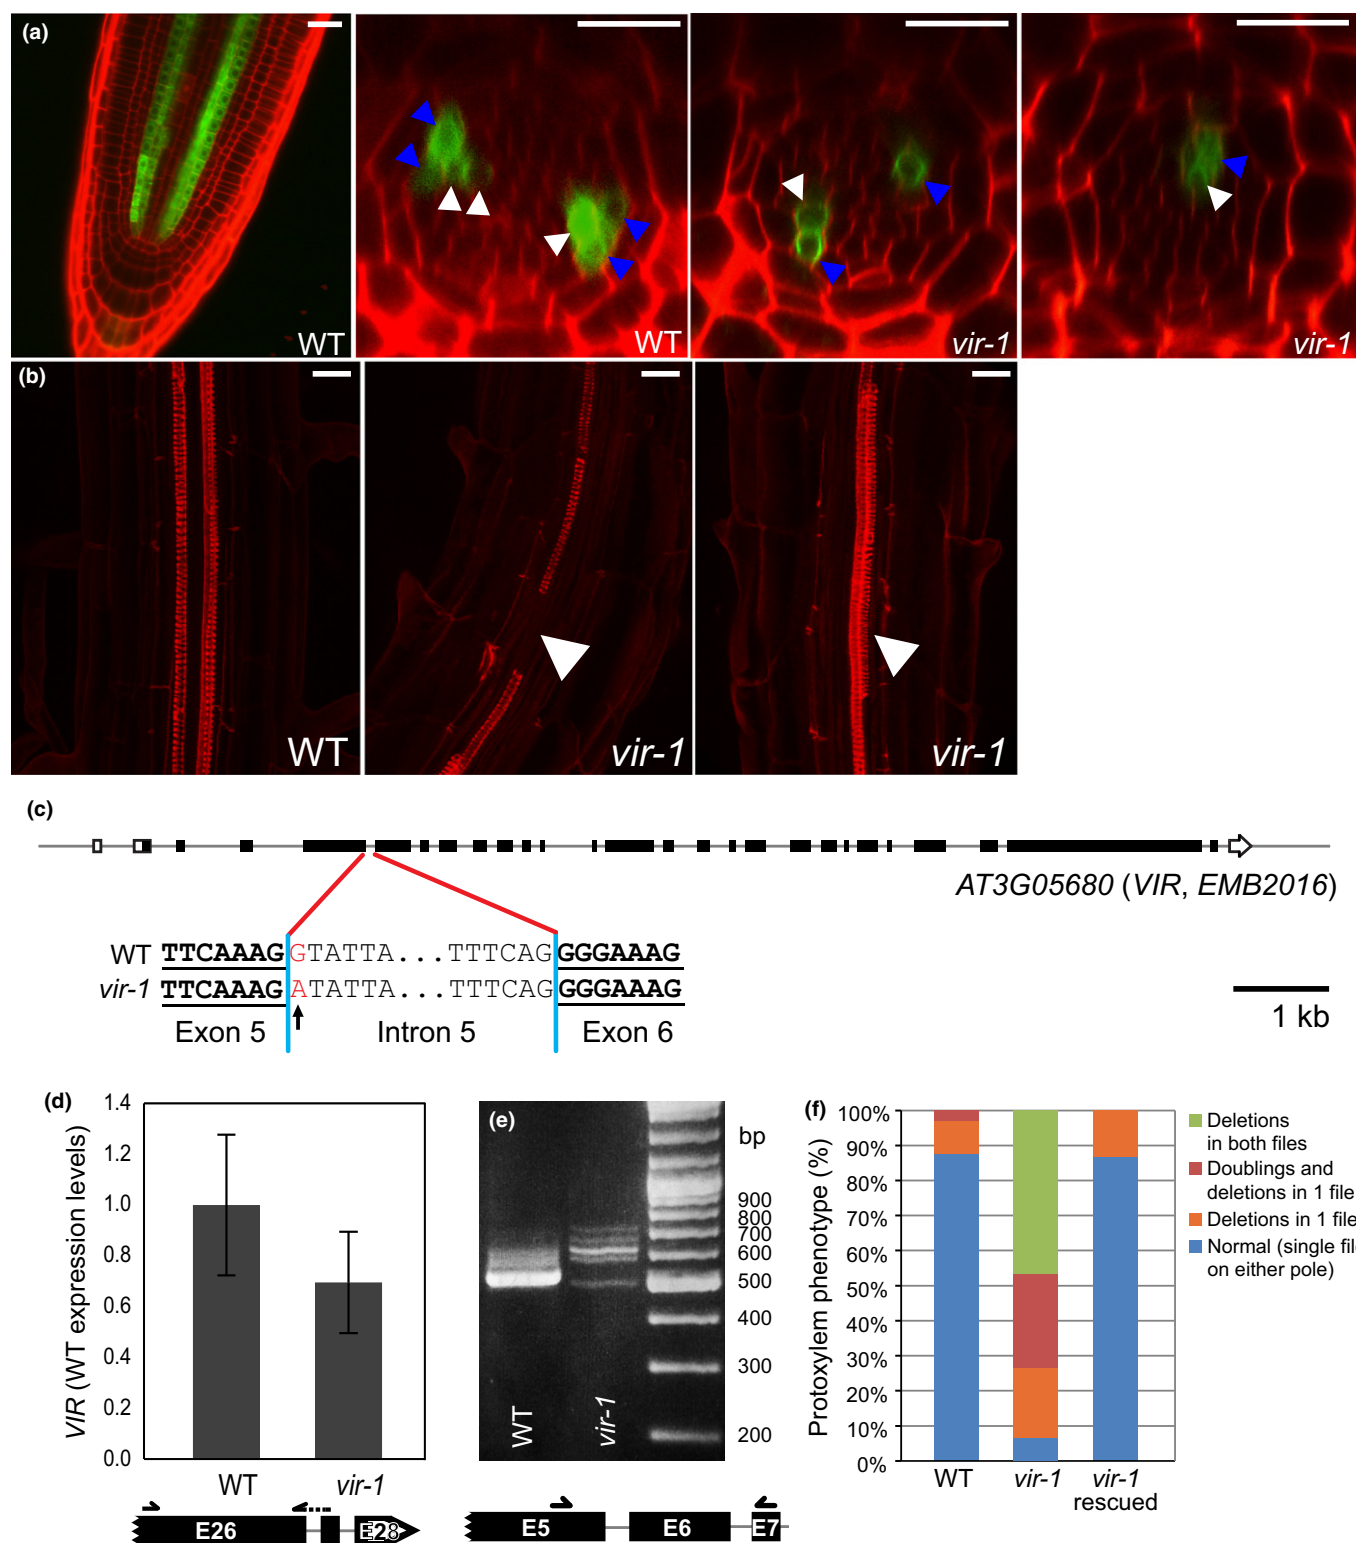 (a)
WT
WT
vir-1
vir-1
(b)
WT
vir-1
vir-1
(c)
AT3G05680 (VIR, EMB2016)
WT TTCAAAGGTATTA...TTTCAGGGGAAAG
vir-1 TTCAAAGATATTA...TTTCAGGGGAAAG
Exon 5 Intron 5 Exon 6
1 kb
(d)
VIR (WT expression levels)
1.4
1.2
1.0
0.8
0.6
0.4
0.2
0.0
WT vir-1
E26 E28
(e)
bp
900
800
700
600
500
400
300
200
WT vir-1
E5 E6 E7
(f)
Protoxylem phenotype (%)
100%
90%
80%
70%
60%
50%
40%
30%
20%
10%
0%
WT vir-1 vir-1
rescued
Deletions
in both files
Doublings and
deletions in 1 file
Deletions in 1 file
Normal (single fil
on either pole)